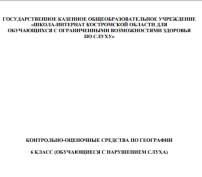 ГОСУДАРСТВЕННОЕ КАЗЕННОЕ ОБЩЕОБРАЗОВАТЕЛЬНОЕ УЧРЕЖДЕНИЕ
«ШКОЛА-ИНТЕРНАТ КОСТРОМСКОЙ ОБЛАСТИ ДЛЯ
ОБУЧАЮЩИХСЯ С ОГРАНИЧЕННЫМИ ВОЗМОЖНОСТЯМИ ЗДОРОВЬЯ
ПО СЛУХУ»
КОНТРОЛЬНО-ОЦЕНОЧНЫЕ СРЕДСТВА ПО ГЕОГРАФИИ
6 КЛАСС (ОБУЧАЮЩИЕСЯ С НАРУШЕНИЕМ СЛУХА)